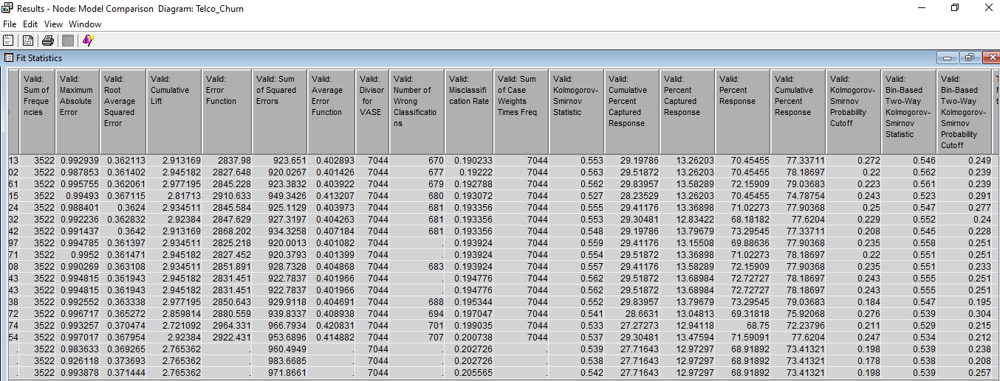 Results - Node: Model Comparison Diagram: Telco_Churn
File Edit View Window
Fit Statistics
Valid: Sum of Freque ncies Valid: Maximum Absolute Error Valid: Root Average Squared Error Valid: Cumulative Lift Valid: Error Function Valid: Sum of Squared Errors Valid: Average Error Function Valid: Divisor for VASE Valid: Number of Wrong Classificatio ns Valid: Misclassifi cation Rate Valid: Sum of Case Weights Times Freq Valid: Kolmogorov- Smirnov Statistic Valid: Cumulative Percent Captured Response Valid: Percent Captured Response Valid: Percent Response Valid: Cumulative Percent Response Valid: Kolmogorov- Smirnov Probability Cutoff Valid: Bin-Based Two-Way Kolmogorov- Smirnov Statistic Valid: Bin-Based Two-Way Kolmogorov- Smirnov Probability Cutoff
13 3522 0.992939 0.362113 2.913169 2837.98 923.651 0.402893 7044 670 0.190233 7044 0.553 29.19786 13.26203 70.45455 77.33711 0.272 0.546 0.249
02 3522 0.987853 0.361402 2.945182 2827.648 920.0267 0.401426 7044 677 0.19222 7044 0.563 29.51872 13.26203 70.45455 78.18697 0.22 0.562 0.239
61 3522 0.995755 0.362061 2.977195 2845.228 923.3832 0.403922 7044 679 0.192788 7044 0.562 29.83957 13.58289 72.15909 79.03683 0.223 0.561 0.239
15 3522 0.99493 0.367115 2.81713 2910.633 949.3426 0.413207 7044 680 0.193072 7044 0.527 28.23529 13.26203 70.45455 74.78754 0.243 0.523 0.291
24 3522 0.988401 0.3624 2.934511 2845.584 925.1129 0.403973 7044 681 0.193356 7044 0.555 29.41176 13.36898 71.02273 77.90368 0.25 0.547 0.277
32 3522 0.992236 0.362832 2.92384 2847.629 927.3197 0.404263 7044 681 0.193356 7044 0.553 29.30481 12.83422 68.18182 77.6204 0.229 0.552 0.24
42 3522 0.991437 0.3642 2.913169 2868.202 934.3258 0.407184 7044 681 0.193356 7044 0.548 29.19786 13.79679 73.29545 77.33711 0.208 0.545 0.228
97 3522 0.994785 0.361397 2.934511 2825.218 920.0013 0.401082 7044 . 0.193924 7044 0.559 29.41176 13.15508 69.88636 77.90368 0.235 0.558 0.251
71 3522 0.9952 0.361471 2.945182 2827.452 920.3793 0.401399 7044 . 0.193924 7044 0.554 29.51872 13.36898 71.02273 78.18697 0.22 0.551 0.251
08 3522 0.990269 0.363108 2.934511 2851.891 928.7328 0.404868 7044 683 0.193924 7044 0.557 29.41176 13.58289 72.15909 77.90368 0.235 0.551 0.233
43 3522 0.994815 0.361943 2.945182 2831.451 922.7837 0.401966 7044 . 0.194776 7044 0.562 29.51872 13.68984 72.72727 78.18697 0.243 0.555 0.251
43 3522 0.994815 0.361943 2.945182 2831.451 922.7837 0.401966 7044 . 0.194776 7044 0.562 29.51872 13.68984 72.72727 78.18697 0.243 0.555 0.251
38 3522 0.992552 0.363338 2.977195 2850.643 929.9118 0.404691 7044 688 0.195344 7044 0.552 29.83957 13.79679 73.29545 79.03683 0.184 0.547 0.195
72 3522 0.996717 0.365272 2.859814 2880.559 939.8337 0.408938 7044 694 0.197047 7044 0.541 28.6631 13.04813 69.31818 75.92068 0.276 0.539 0.304
74 3522 0.993257 0.370474 2.721092 2964.331 966.7934 0.420831 7044 701 0.199035 7044 0.533 27.27273 12.94118 68.75 72.23796 0.211 0.529 0.215
54 3522 0.997017 0.367954 2.92384 2922.431 953.6896 0.414882 7044 707 0.200738 7044 0.537 29.30481 13.47594 71.59091 77.6204 0.247 0.534 0.212
. 3522 0.983633 0.369265 2.765362 . 960.4949 . 7044 . 0.202726 . 0.539 27.71643 12.97297 68.91892 73.41321 0.198 0.539 0.238
. 3522 0.926118 0.373693 2.765362 . 983.6685 . 7044 . 0.202726 . 0.538 27.71643 12.97297 68.91892 73.41321 0.178 0.538 0.208
. 3522 0.993878 0.371444 2.765362 . 971.8661 . 7044 . 0.205565 . 0.542 27.71643 12.97297 68.91892 73.41321 0.198 0.539 0.257